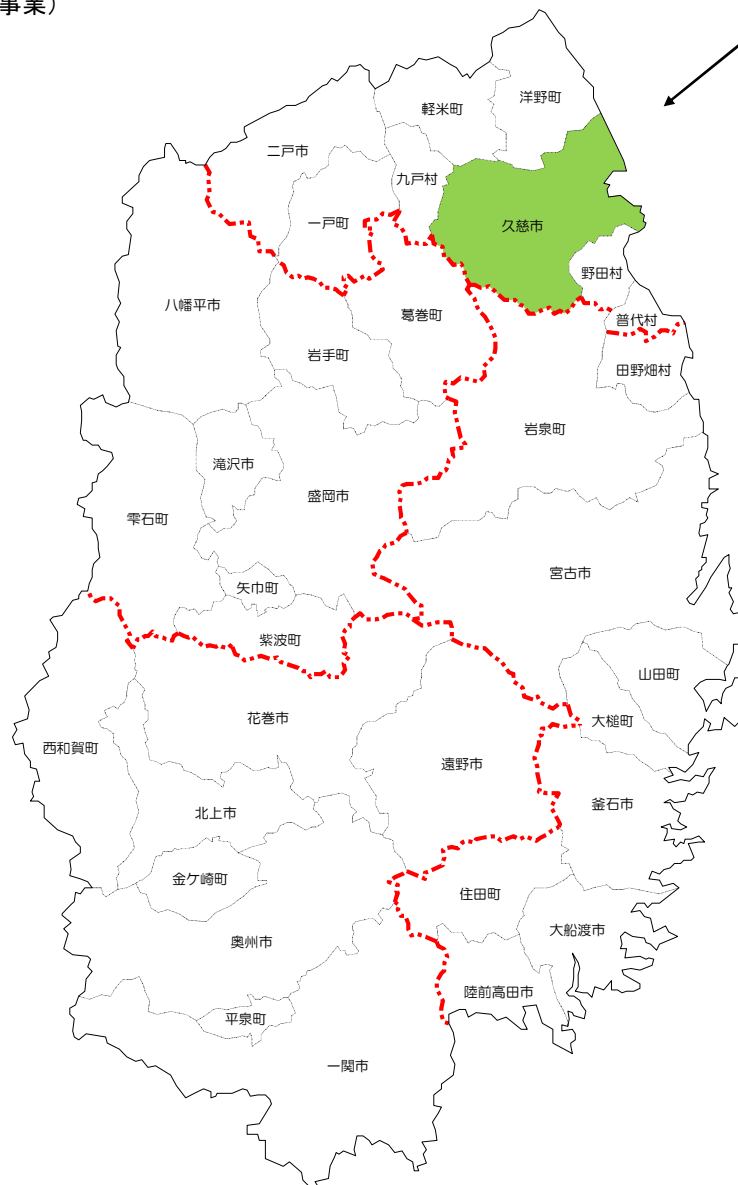 事業）
洋野町
軽米町
二戸市
九戸村
一戸町
久慈市
野田村
八幡平市
葛巻町
普代村
岩手町
田野畑村
岩泉町
滝沢市
盛岡市
雫石町
宮古市
矢巾町
紫波町
山田町
花巻市
大槌町
西和賀町
遠野市
釜石市
北上市
金ケ崎町
住田町
大船渡市
奥州市
陸前高田市
平泉町
一関市